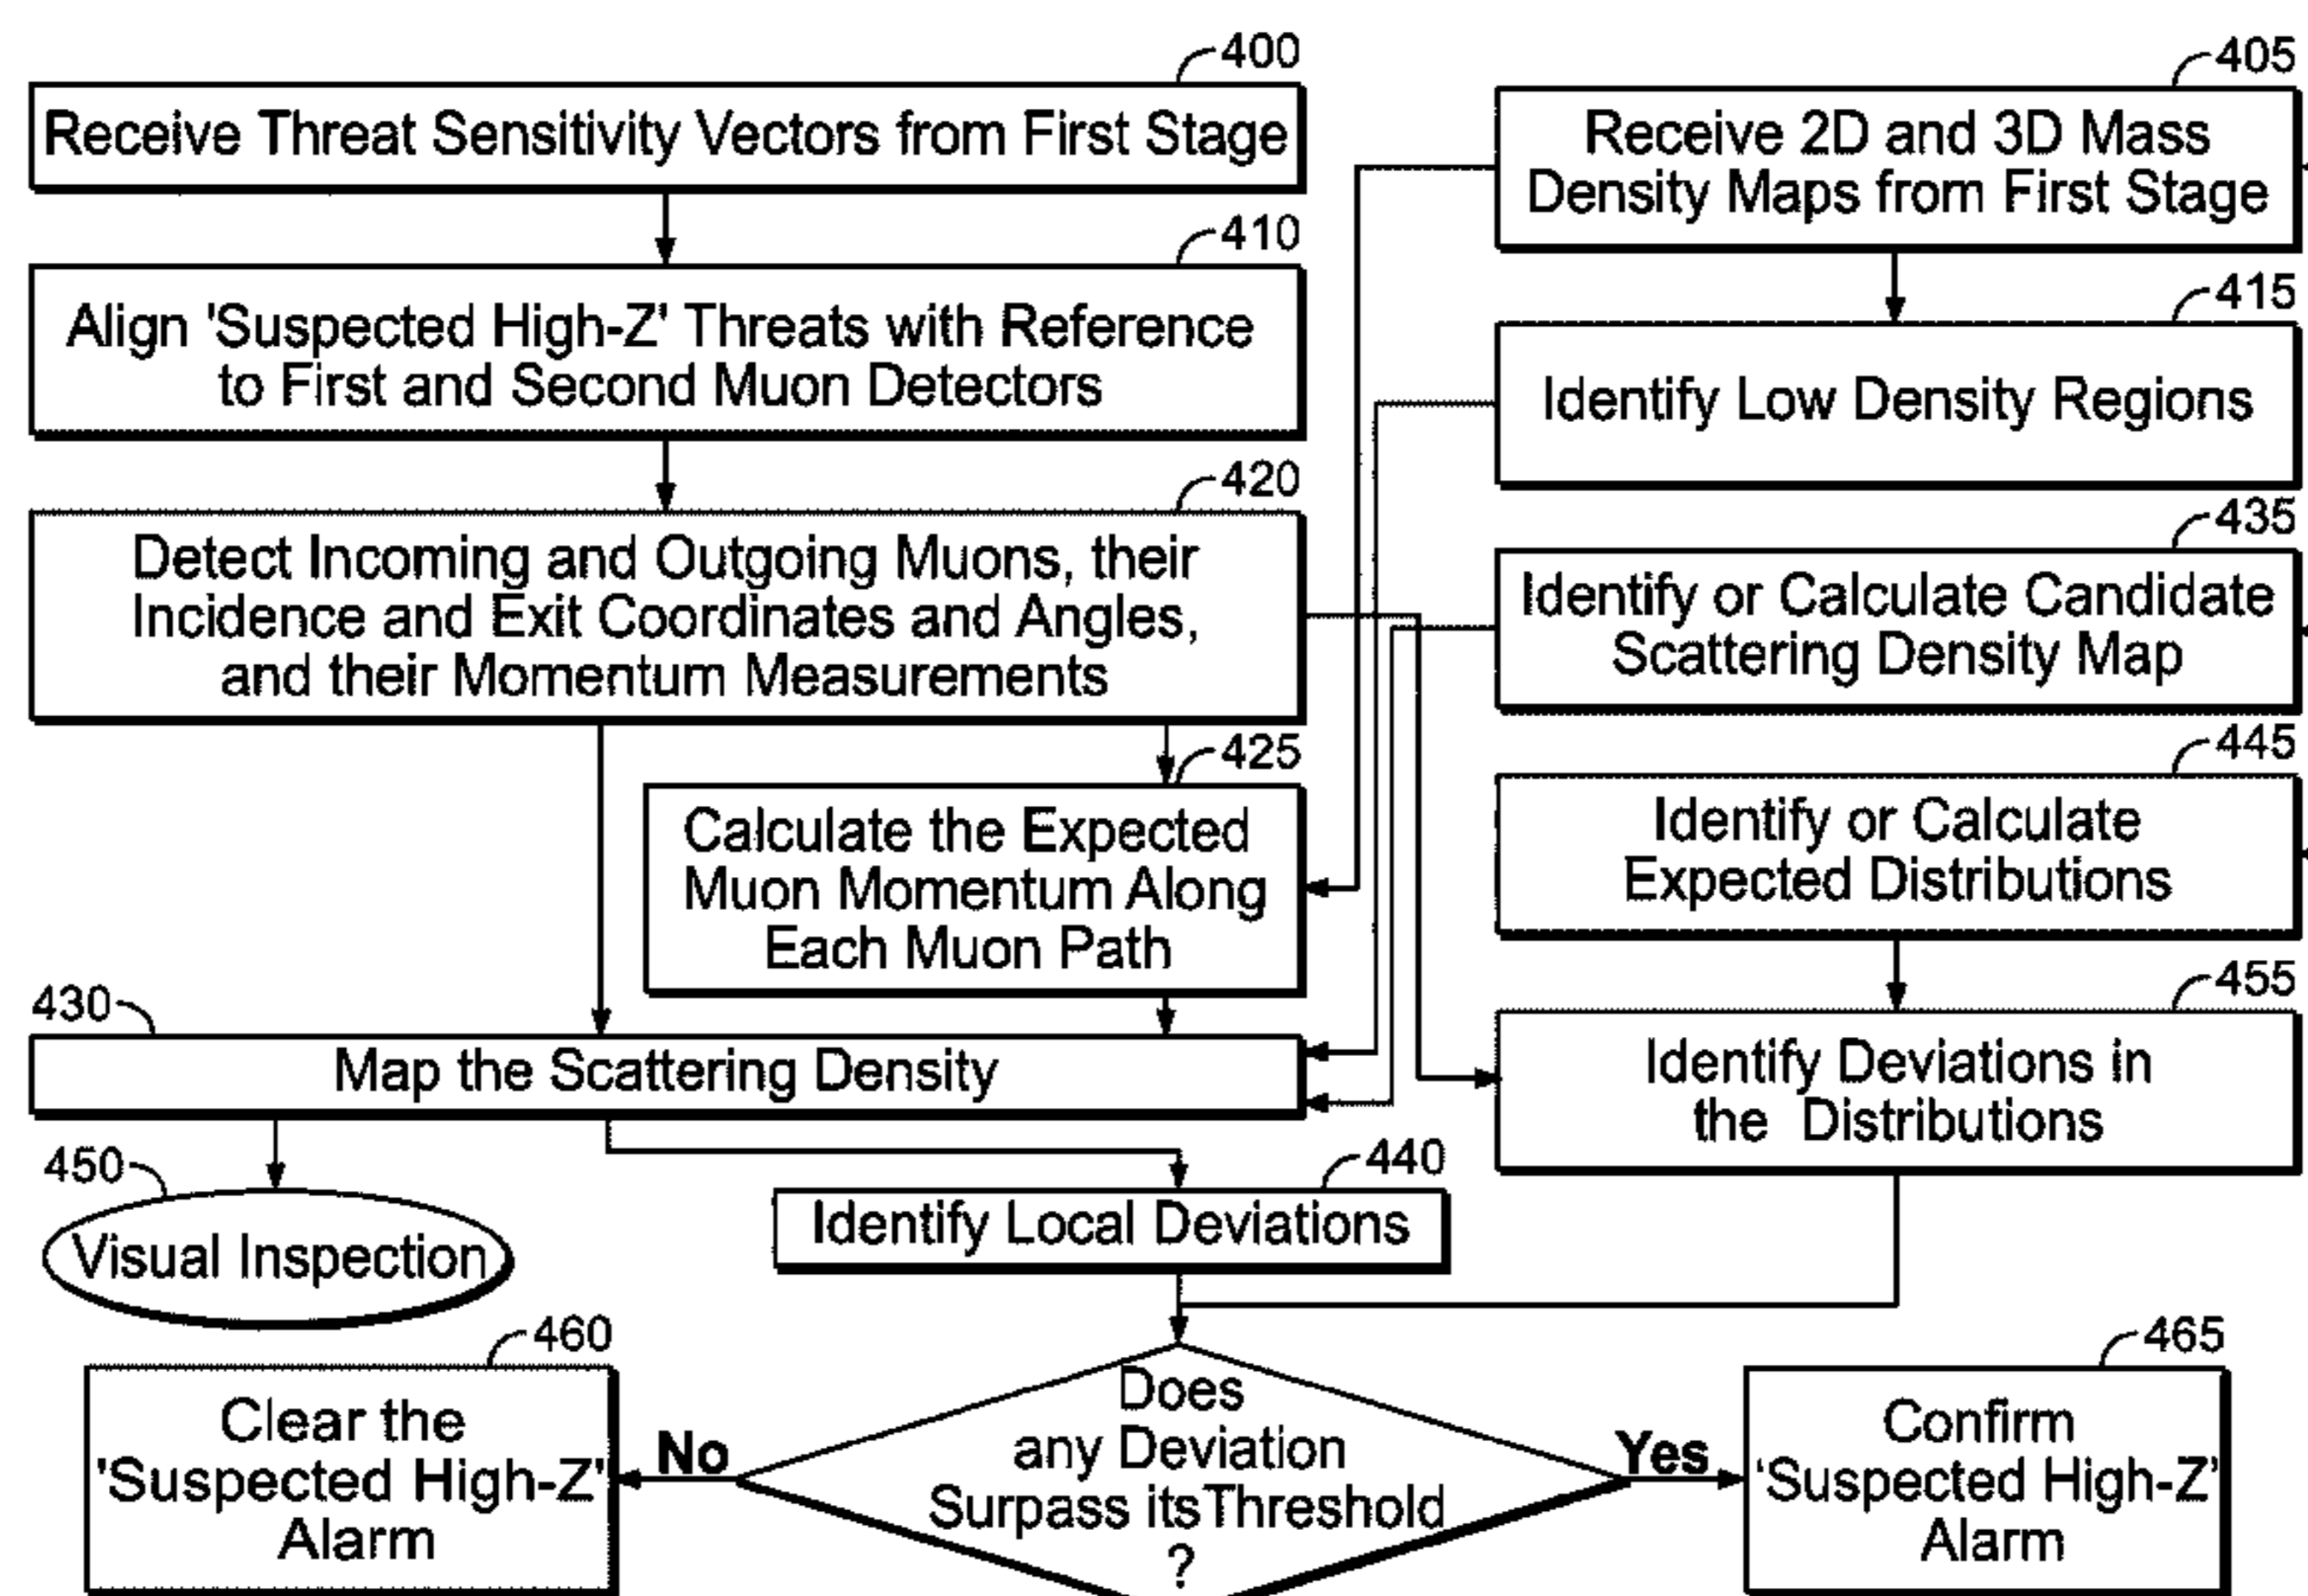 400
Receive Threat Sensitivity Vectors from First Stage
405
Receive 2D and 3D Mass
Density Maps from First Stage
410
Align 'Suspected High-Z' Threats with Reference
to First and Second Muon Detectors
415
Identify Low Density Regions
420
Detect Incoming and Outgoing Muons, their
Incidence and Exit Coordinates and Angles,
and their Momentum Measurements
435
Identify or Calculate Candidate
Scattering Density Map
425
Calculate the Expected
Muon Momentum Along
Each Muon Path
445
Identify or Calculate
Expected Distributions
430
Map the Scattering Density
455
Identify Deviations in
the Distributions
450
Visual Inspection
440
Identify Local Deviations
460
Clear the
'Suspected High-Z'
Alarm
No
Does
any Deviation
Surpass itsThreshold
?
Yes
465
Confirm
'Suspected High-Z'
Alarm